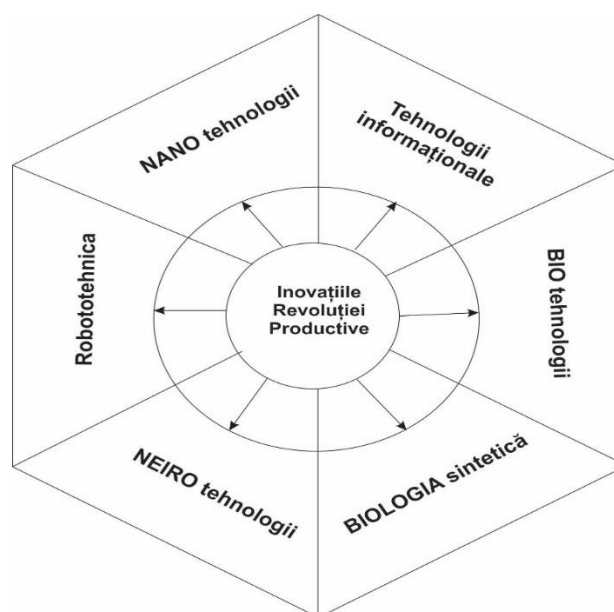 NANO tehnologii
Tehnologii
informaționale
Robototehnica
Inovațiile
Revoluției
Productive
BIO tehnologii
NEIRO tehnologii
BIOLOGIA sintetică